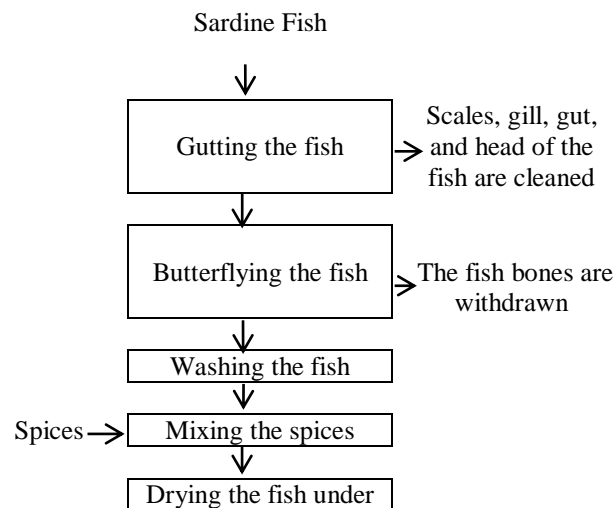 Sardine Fish
Gutting the fish
Scales, gill, gut,
and head of the
fish are cleaned
Butterflying the fish
The fish bones are
withdrawn
Washing the fish
Spices
Mixing the spices
Drying the fish under